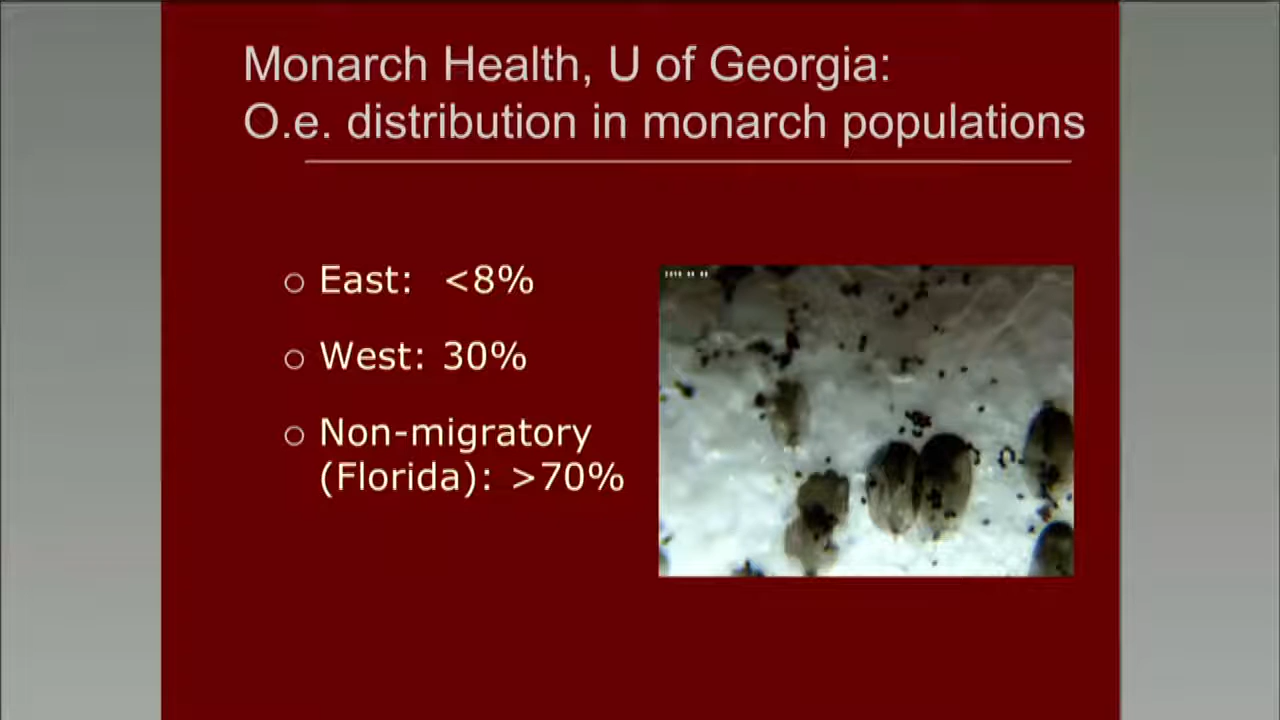 Monarch Health, U of Georgia:
O.e. distribution in monarch populations
East: <8%
West: 30%
Non-migratory
(Florida): >70%